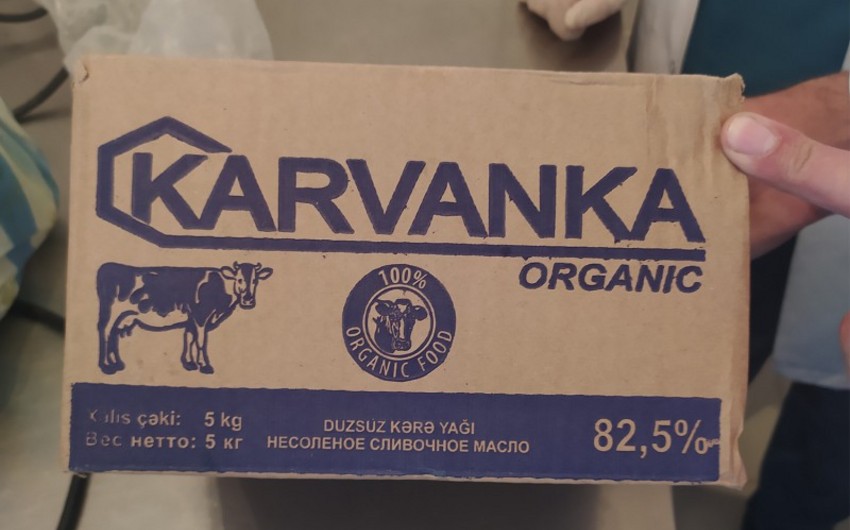 KARVANKA
ORGANIC
100%
ORGANIC FOOD
Xalis çəki: 5 kg
Вес нетто: 5 кг
DUZSUZ KƏRƏ YAĞI
НЕСОЛЕНОЕ СЛИВОЧНОЕ МАСЛО
82,5%